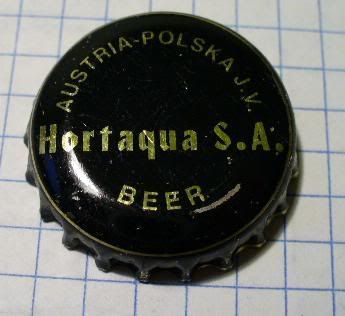 AUSTRIA-POLSKA J.V.
Hortaqua S.A.
BEER